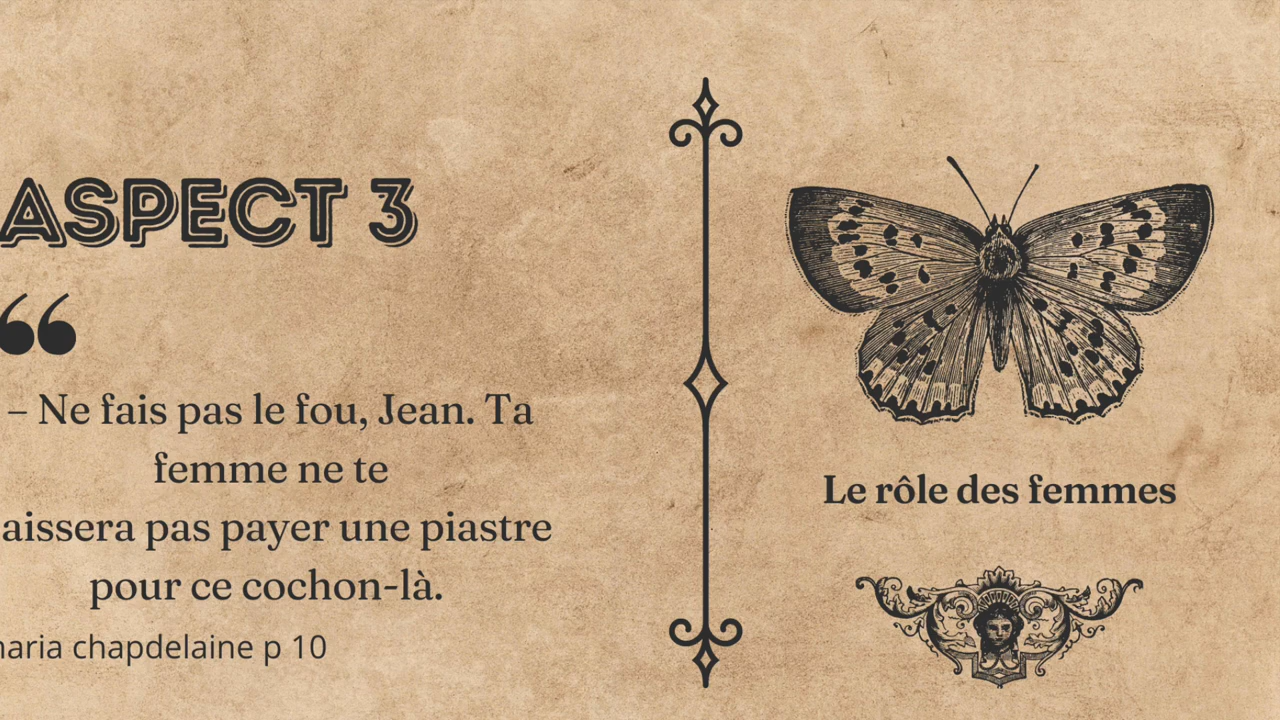 ASPECT 3
“
– Ne fais pas le fou, Jean. Ta
femme ne te
aissera pas payer une piastre
pour ce cochon-là.
aria chapdelaine p 10
Le rôle des femmes